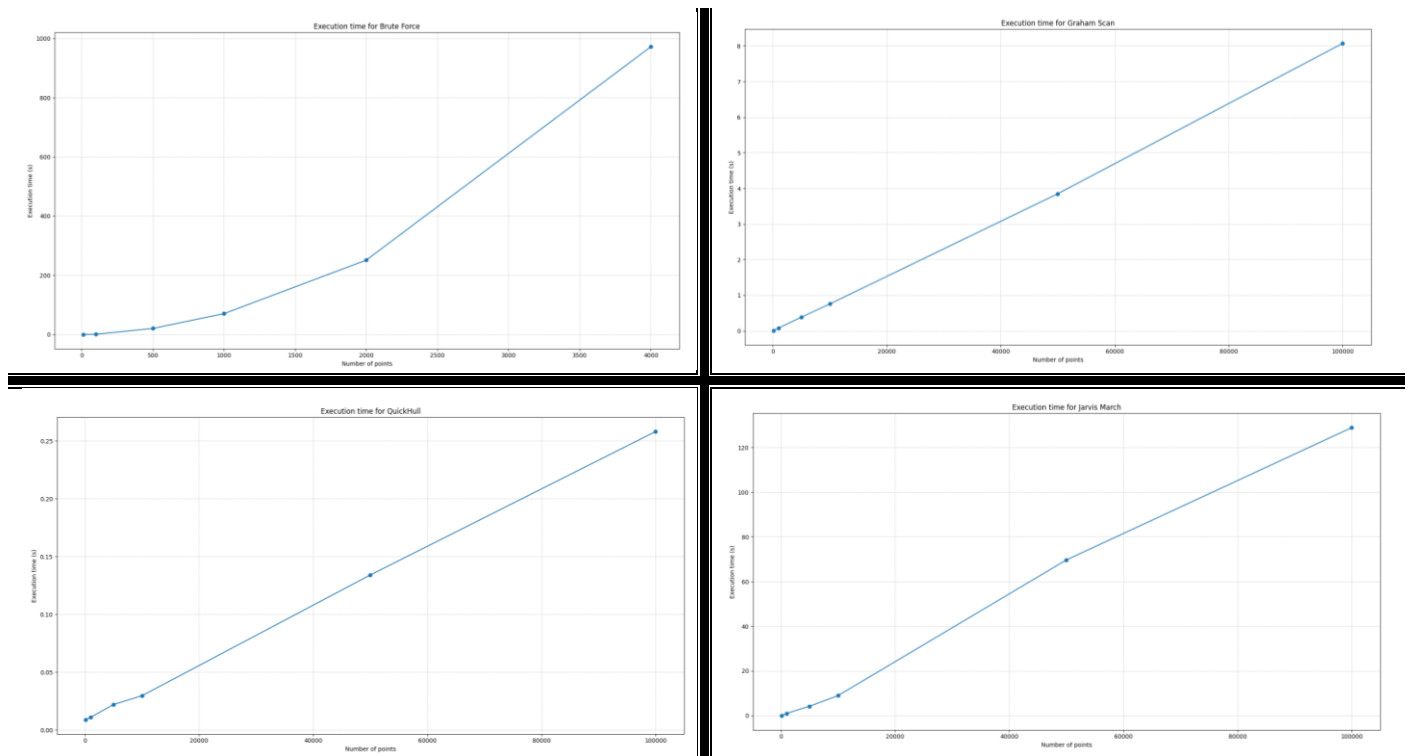 Execution time for Brute Force
1000
800
600
400
200
0
Execution time (s)
0 500 1000 1500 2000 2500 3000 3500 4000
Number of points
Execution time for Graham Scan
8
7
6
5
4
3
2
1
0
Execution time (s)
0 20000 40000 60000 80000 100000
Number of points
Execution time for QuickHull
0.25
0.20
0.15
0.10
0.05
0.00
Execution time (s)
0 20000 40000 60000 80000 100000
Number of points
Execution time for Jarvis March
120
100
80
60
40
20
0
Execution time (s)
0 20000 40000 60000 80000 100000
Number of points